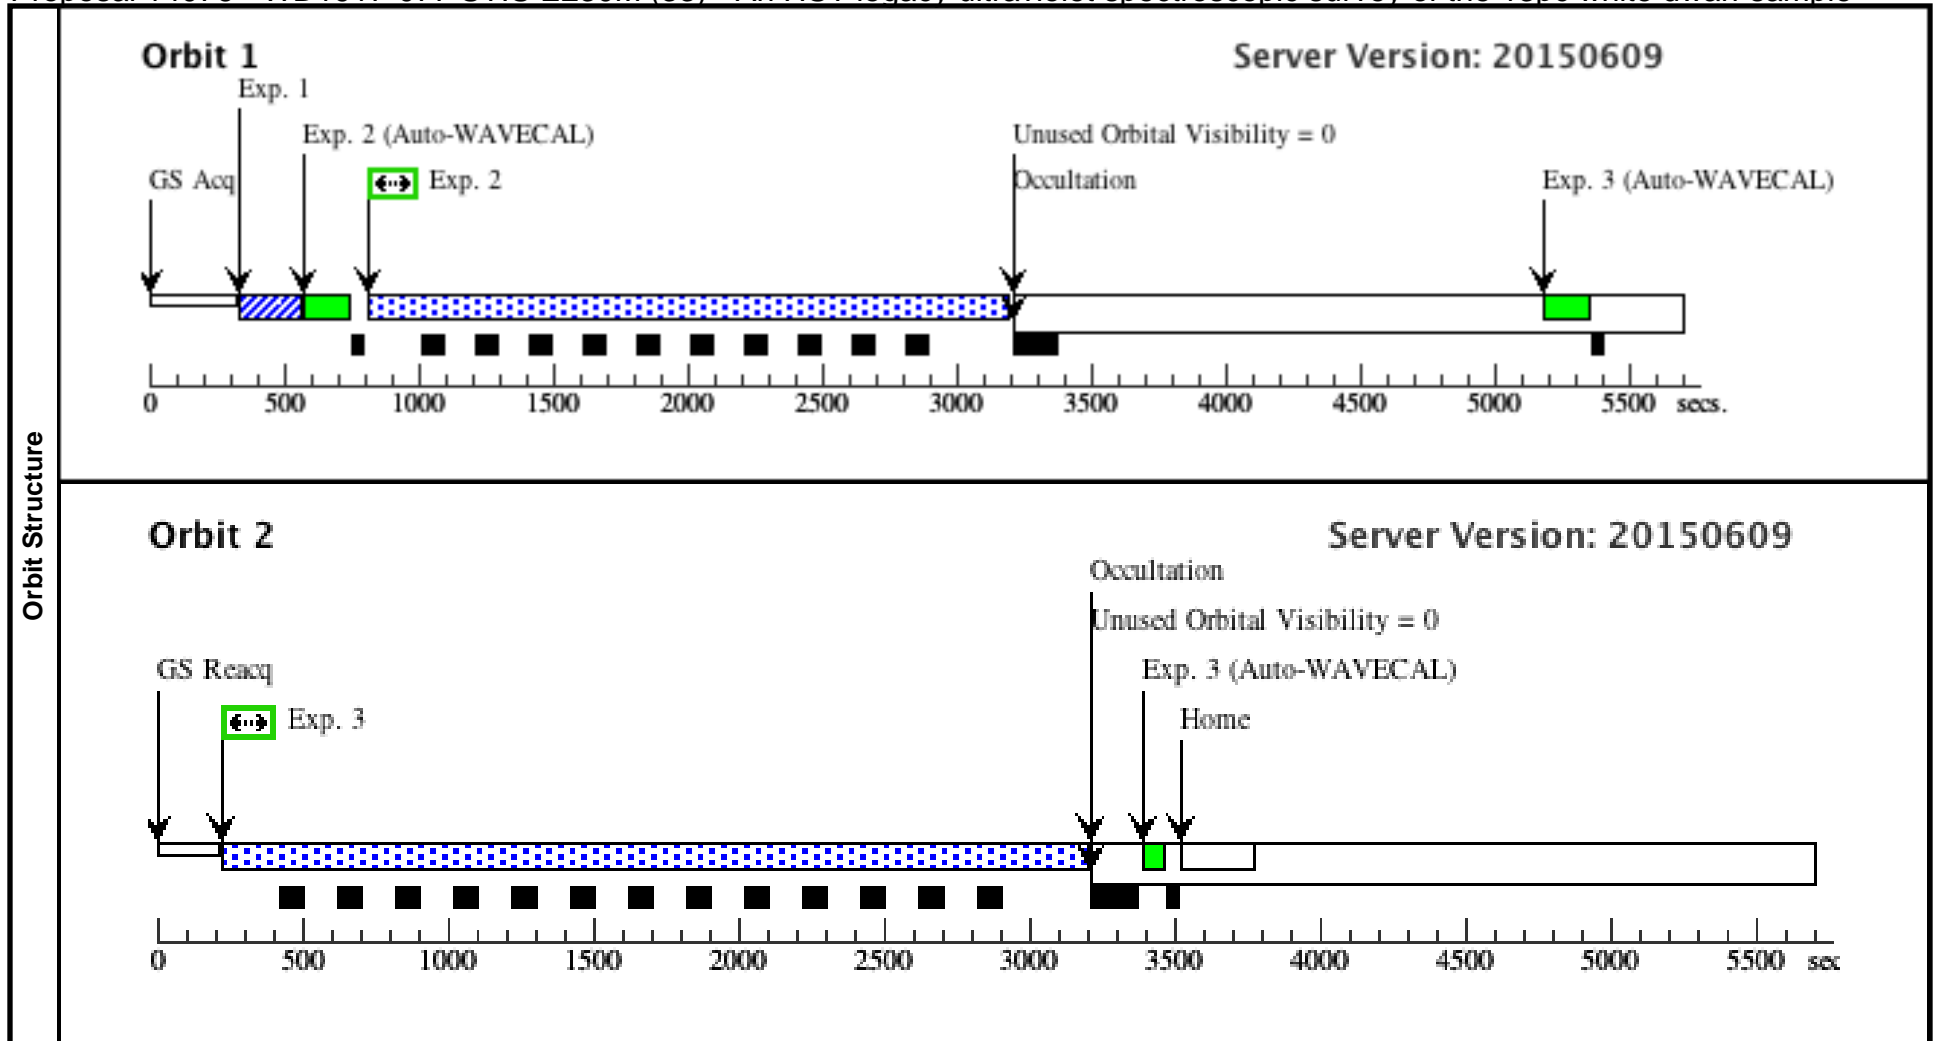 Orbit Structure
Orbit 1
Server Version: 20150609
Exp. 1
Exp. 2 (Auto-WAVECAL)
Unused Orbital Visibility = 0
GS Acq
Exp. 2
Occultation
Exp. 3 (Auto-WAVECAL)
0 500 1000 1500 2000 2500 3000 3500 4000 4500 5000 5500 secs.
Orbit 2
Server Version: 20150609
Occultation
Unused Orbital Visibility = 0
GS Reacq
Exp. 3 (Auto-WAVECAL)
Exp. 3
Home
0 500 1000 1500 2000 2500 3000 3500 4000 4500 5000 5500 sec